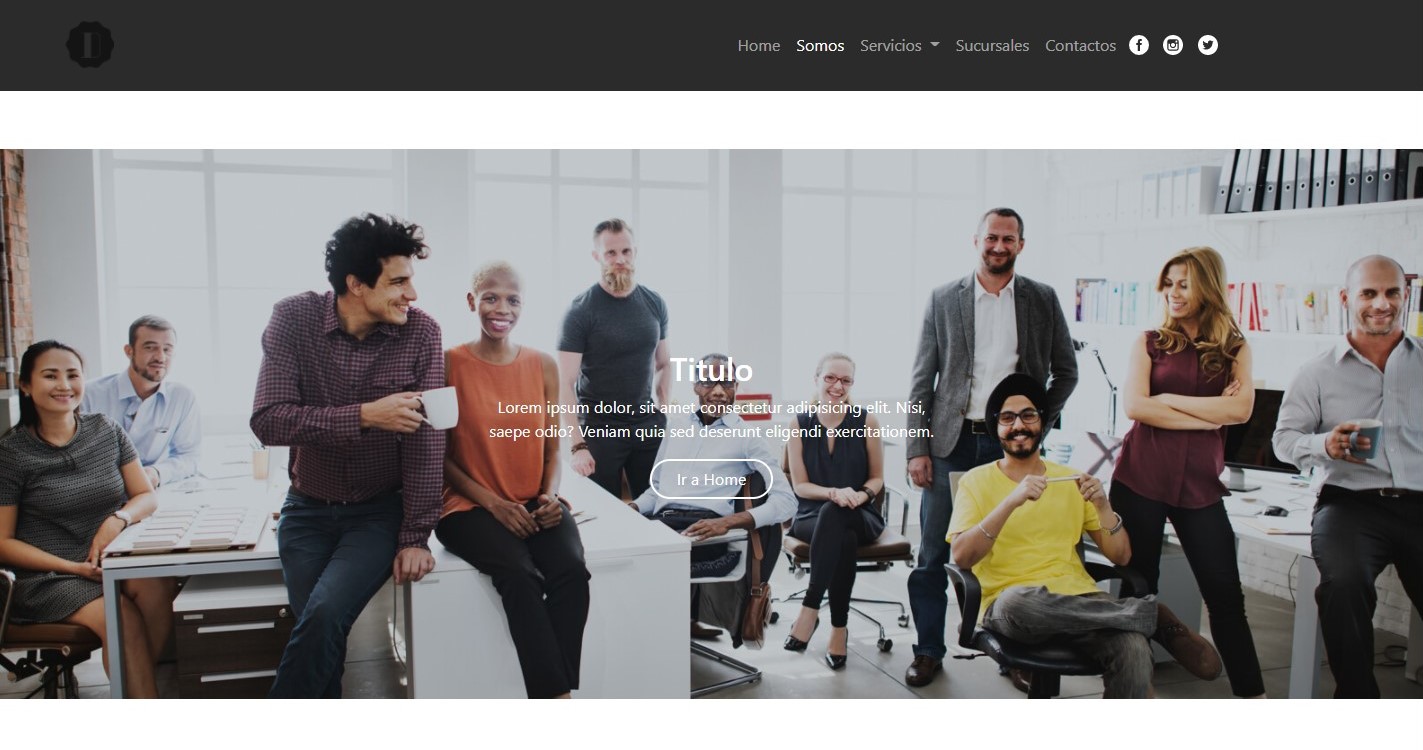 Home Somos Servicios Sucursales Contactos
Titulo
Lorem ipsum dolor, sit amet consectetur adipisicing elit. Nisi,
saepe odio? Veniam quia sed deserunt eligendi exercitationem.
Ir a Home